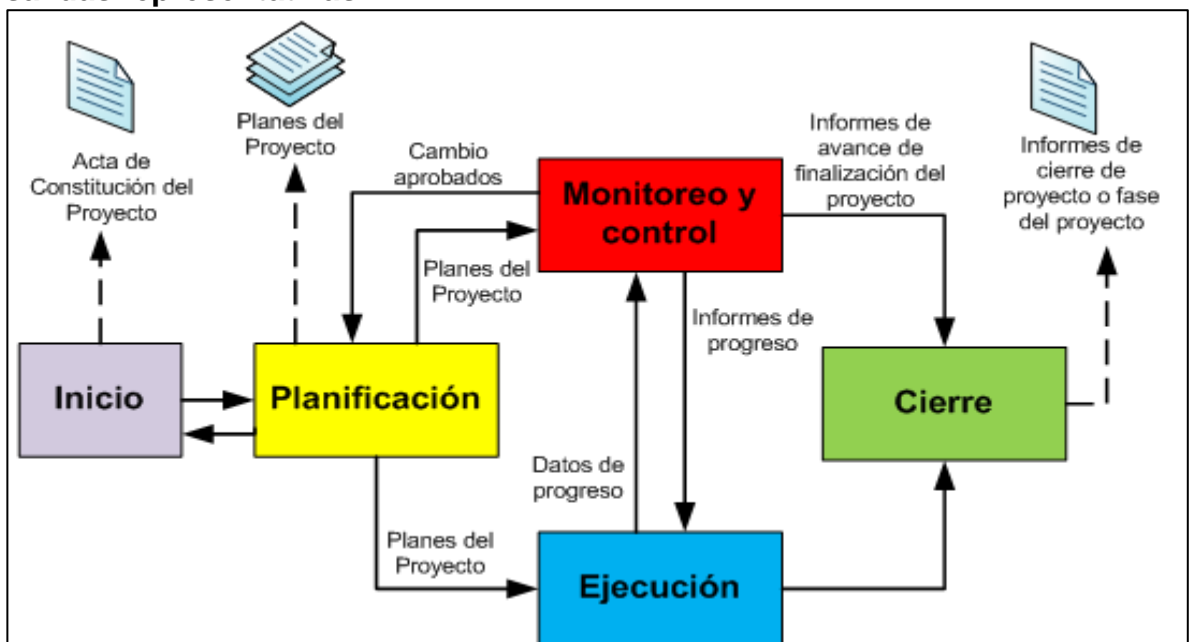 Acta de
Constitución del
Proyecto
Planes del
Proyecto
Cambio
aprobados
Monitoreo y
control
Informes de
avance de
finalización del
proyecto
Informes de
cierre de
proyecto o fase
del proyecto
Planes del
Proyecto
Informes de
progreso
Inicio
Planificación
Cierre
Datos de
progreso
Planes del
Proyecto
Ejecución